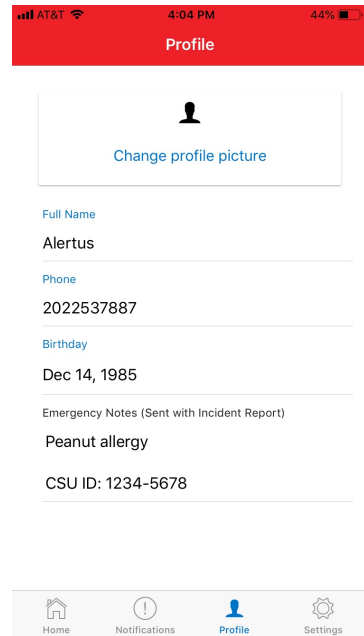 AT&T 4:04 PM 44%
Profile
Change profile picture
Full Name
Alertus
Phone
2022537887
Birthday
Dec 14, 1985
Emergency Notes (Sent with Incident Report)
Peanut allergy
CSU ID: 1234-5678
Home Notifications Profile Settings